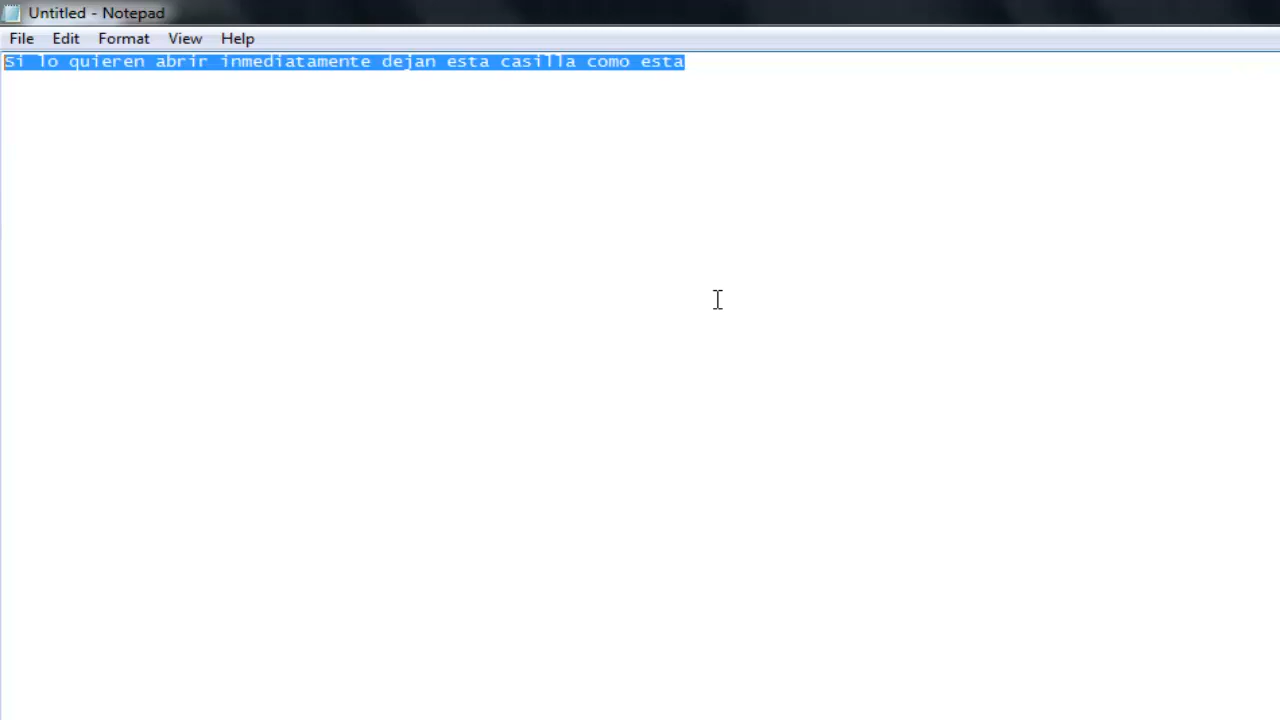 Untitled - Notepad
File Edit Format View Help
Si lo quieren abrir inmediatamente dejan esta casilla como esta